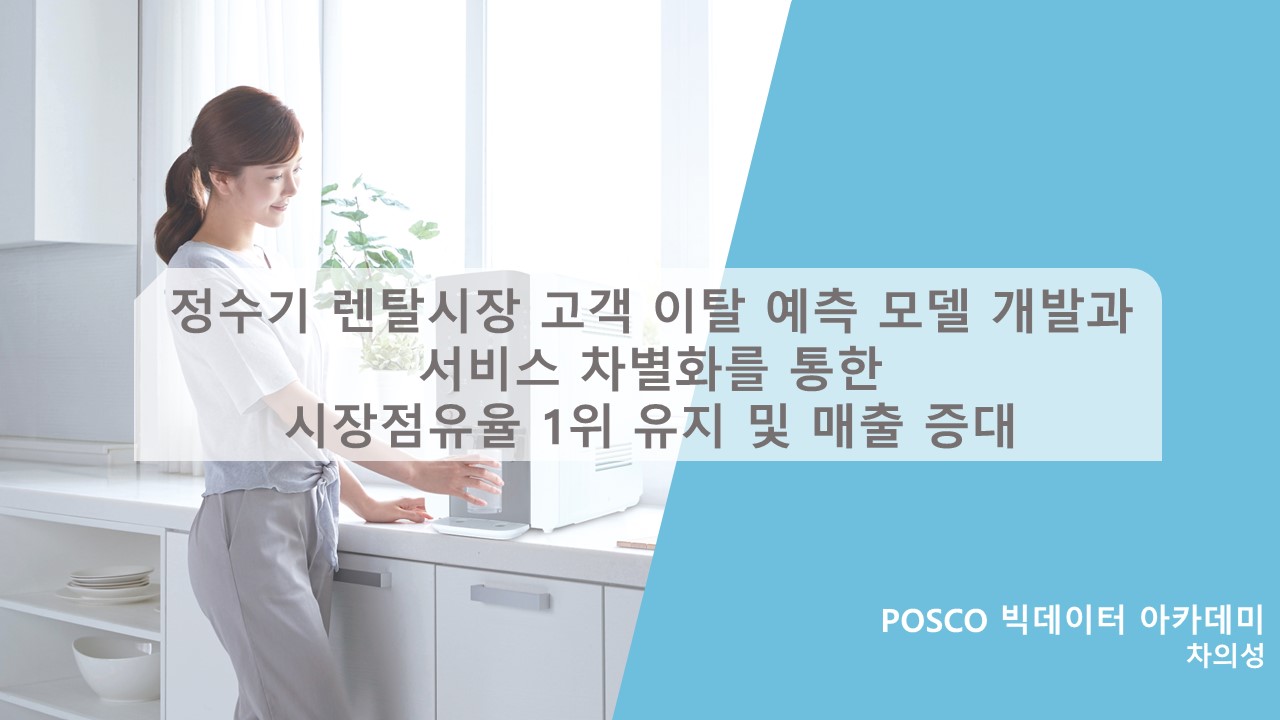 정수기 렌탈시장 고객 이탈 예측 모델 개발과
서비스 차별화를 통한
시장점유율 1위 유지 및 매출 증대
POSCO 빅데이터 아카데미
차의성